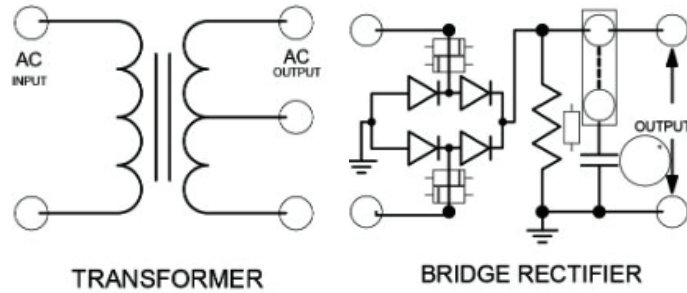 AC
INPUT
AC
OUTPUT
OUTPUT
+
TRANSFORMER
BRIDGE RECTIFIER